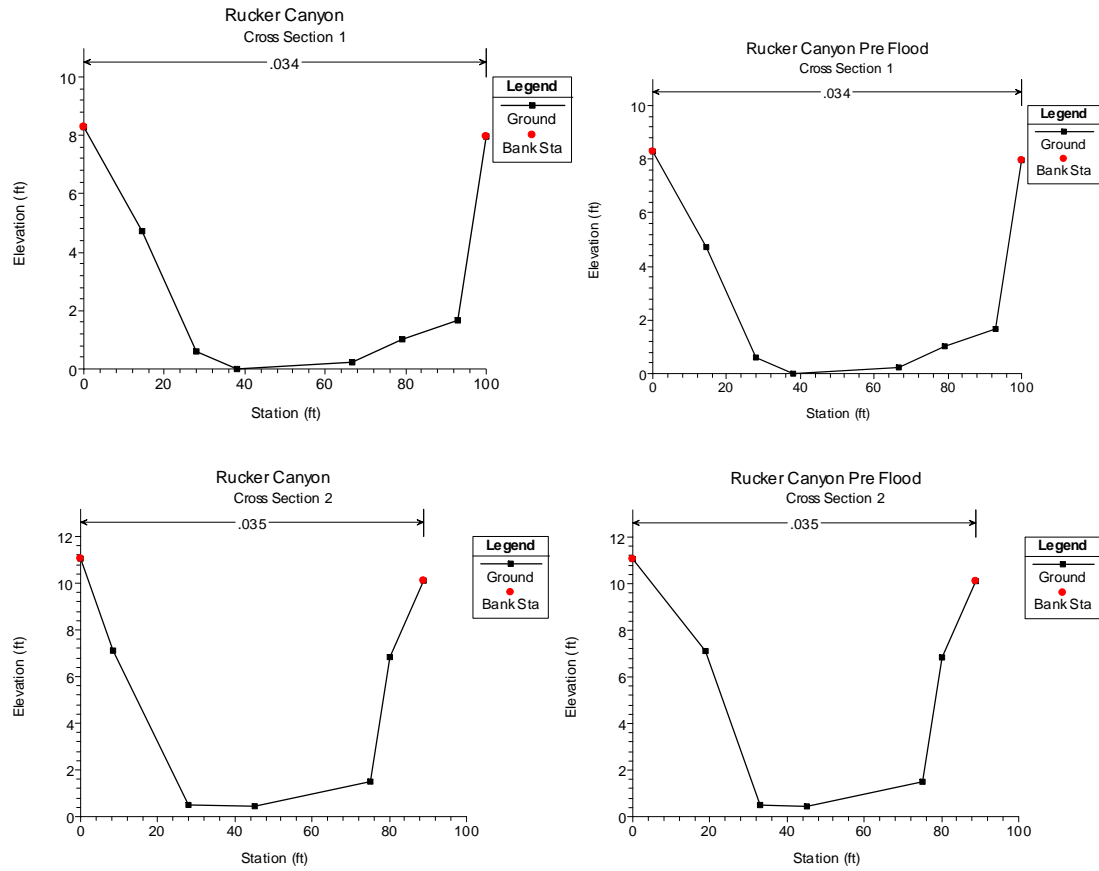 Rucker Canyon
Cross Section 1
.034
Legend
Ground
Bank Sta
10
8
6
4
2
0
0 20 40 60 80 100
Elevation (ft)
Station (ft)
Rucker Canyon Pre Flood
Cross Section 1
.034
Legend
Ground
Bank Sta
10
8
6
4
2
0
0 20 40 60 80 100
Elevation (ft)
Station (ft)
Rucker Canyon
Cross Section 2
.035
Legend
Ground
Bank Sta
12
10
8
6
4
2
0
0 20 40 60 80 100
Elevation (ft)
Station (ft)
Rucker Canyon Pre Flood
Cross Section 2
.035
Legend
Ground
Bank Sta
12
10
8
6
4
2
0
0 20 40 60 80 100
Elevation (ft)
Station (ft)